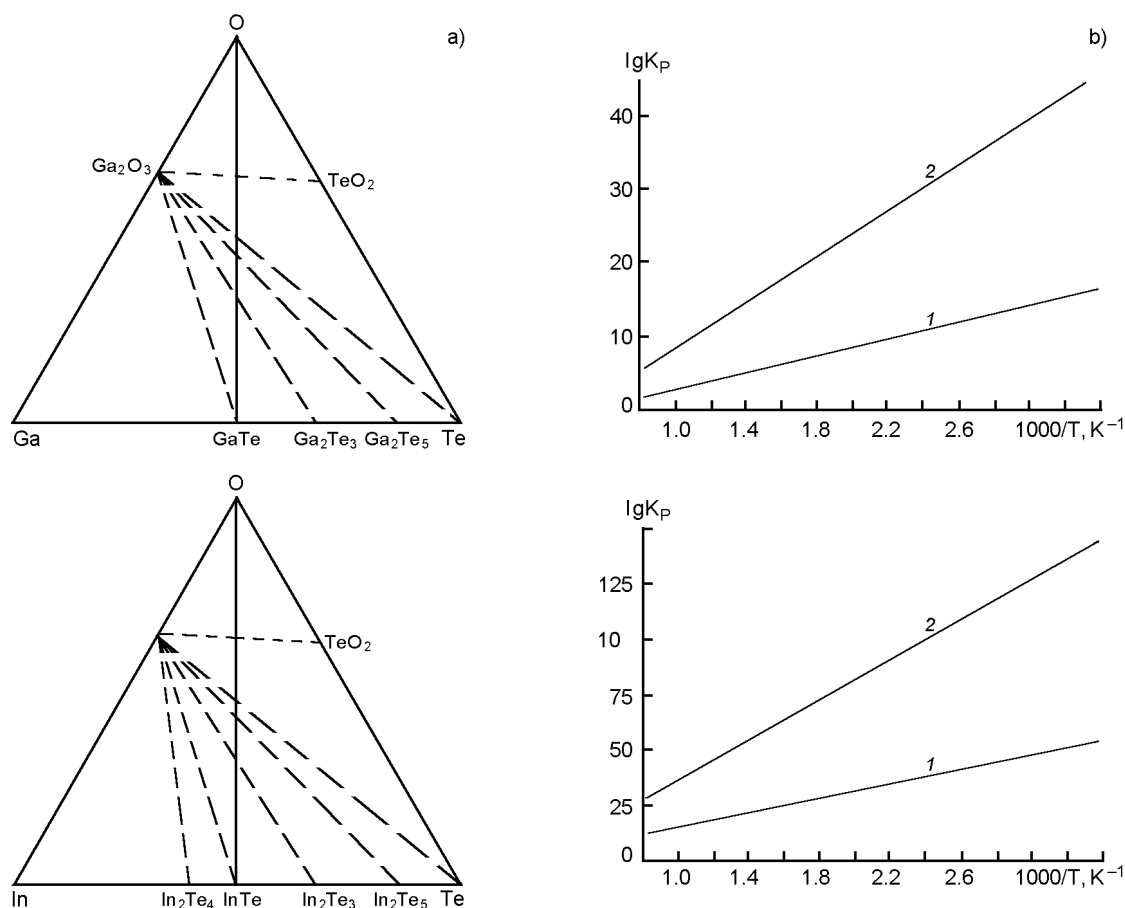 O
a)
Ga₂O₃
TeO₂
Ga
GaTe
Ga₂Te₃
Ga₂Te₅
Te
b)
lgKP
40
30
20
10
0
2
1
1.0
1.4
1.8
2.2
2.6
1000/T, K⁻¹
O
TeO₂
In
In₂Te₄
InTe
In₂Te₃
In₂Te₅
Te
lgKP
125
10
75
50
25
0
2
1
1.0
1.4
1.8
2.2
2.6
1000/T, K⁻¹